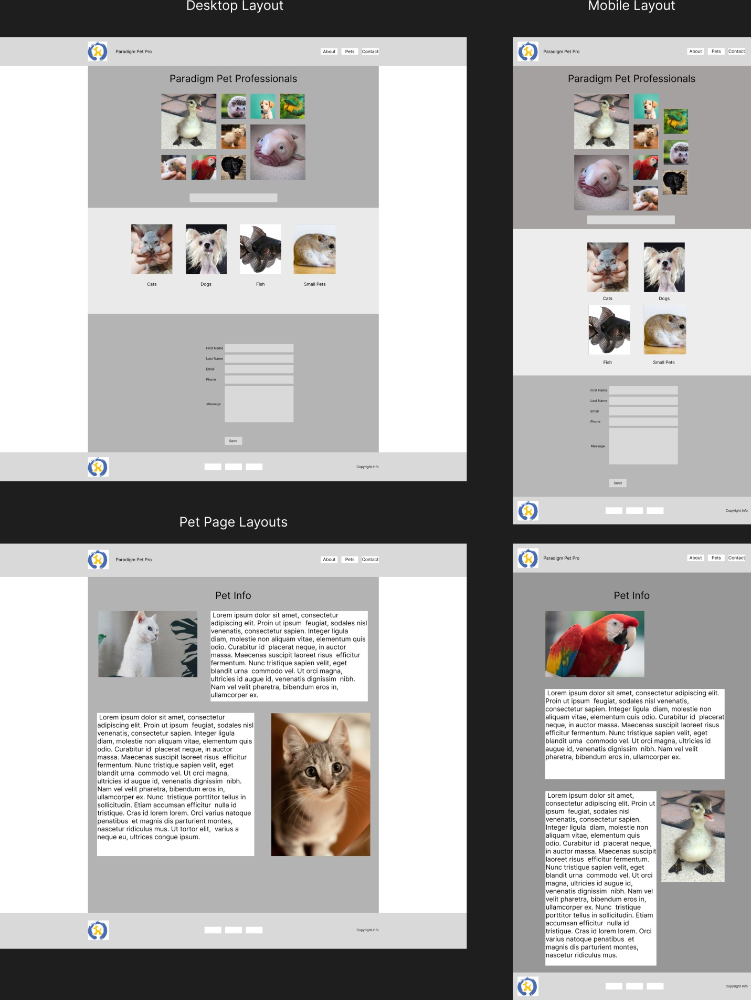 Desktop Layout
Paradigm Pet Pro
About
Pets
Contact
Paradigm Pet Professionals
Cats
Dogs
Fish
Small Pets
First Name
Last Name
Email
Phone
Message
Send
Copyright info
Mobile Layout
Paradigm Pet Pro
About
Pets
Contact
Paradigm Pet Professionals
Cats
Dogs
Fish
Small Pets
First Name
Last Name
Email
Phone
Message
Send
Copyright info
Pet Page Layouts
Paradigm Pet Pro
About
Pets
Contact
Pet Info
Lorem ipsum dolor sit amet, consectetur
adipiscing elit. Proin ut ipsum  feugiat, sodales nisl
venenatis, consectetur sapien. Integer ligula
diam, molestie non aliquam vitae, elementum quis
odio. Curabitur id  placerat neque, in auctor
massa. Maecenas suscipit laoreet risus  efficitur
fermentum. Nunc tristique sapien velit, eget
blandit urna  commodo vel. Ut orci magna,
ultricies id augue id, venenatis dignissim  nibh.
Nam vel velit pharetra, bibendum eros in,
ullamcorper ex.
Lorem ipsum dolor sit amet, consectetur
adipiscing elit. Proin ut ipsum  feugiat, sodales nisl
venenatis, consectetur sapien. Integer ligula
diam, molestie non aliquam vitae, elementum quis
odio. Curabitur id  placerat neque, in auctor
massa. Maecenas suscipit laoreet risus  efficitur
fermentum. Nunc tristique sapien velit, eget
blandit urna  commodo vel. Ut orci magna,
ultricies id augue id, venenatis dignissim  nibh.
Nam vel velit pharetra, bibendum eros in,
ullamcorper ex. Nunc  tristique porttitor tellus in
sollicitudin. Etiam accumsan efficitur  nulla id
tristique. Cras id lorem lorem. Orci varius natoque
penatibus  et magnis dis parturient montes,
nascetur ridiculus mus. Ut tortor elit,  varius a
neque eu, ultrices congue ipsum.
Copyright info
Paradigm Pet Pro
About
Pets
Contact
Pet Info
Lorem ipsum dolor sit amet, consectetur adipiscing elit.
Proin ut ipsum  feugiat, sodales nisl venenatis,
consectetur sapien. Integer ligula  diam, molestie non
aliquam vitae, elementum quis odio. Curabitur id  placerat
neque, in auctor massa. Maecenas suscipit laoreet risus
efficitur fermentum. Nunc tristique sapien velit, eget
blandit urna  commodo vel. Ut orci magna, ultricies id
augue id, venenatis dignissim  nibh. Nam vel velit
pharetra, bibendum eros in, ullamcorper ex.
Lorem ipsum dolor sit amet,
consectetur adipiscing elit. Proin ut
ipsum  feugiat, sodales nisl
venenatis, consectetur sapien.
Integer ligula  diam, molestie non
aliquam vitae, elementum quis
odio. Curabitur id  placerat neque,
in auctor massa. Maecenas suscipit
laoreet risus  efficitur fermentum.
Nunc tristique sapien velit, eget
blandit urna  commodo vel. Ut orci
magna, ultricies id augue id,
venenatis dignissim  nibh. Nam vel
velit pharetra, bibendum eros in,
ullamcorper ex. Nunc  tristique
porttitor tellus in sollicitudin. Etiam
accumsan efficitur  nulla id
tristique. Cras id lorem lorem. Orci
varius natoque penatibus  et
magnis dis parturient montes,
nascetur ridiculus mus.
Copyright info